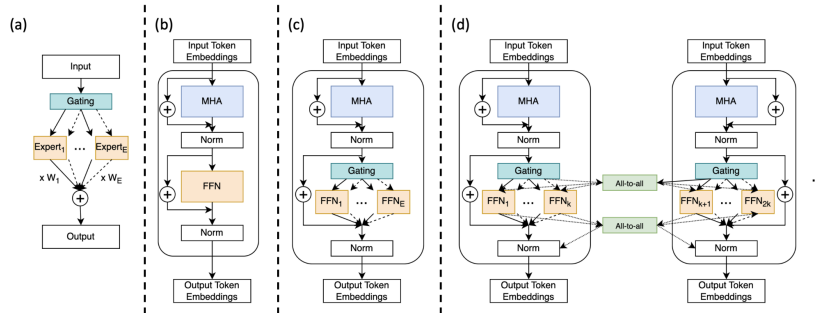 (a)
Input
Gating
Expert1 ... ExpertE
x W1 x WE
+
Output
(b)
Input Token
Embeddings
MHA
+
Norm
FFN
+
Norm
Output Token
Embeddings
(c)
Input Token
Embeddings
MHA
+
Norm
Gating
+
FFN1 ... FFNE
Norm
Output Token
Embeddings
(d)
Input Token
Embeddings
MHA
+
Norm
Gating
+
FFN1 ... FFNk
Norm
Output Token
Embeddings
All-to-all
All-to-all
Input Token
Embeddings
MHA
+
Norm
Gating
FFNk+1 ... FFN2k
+
Norm
Output Token
Embeddings
.